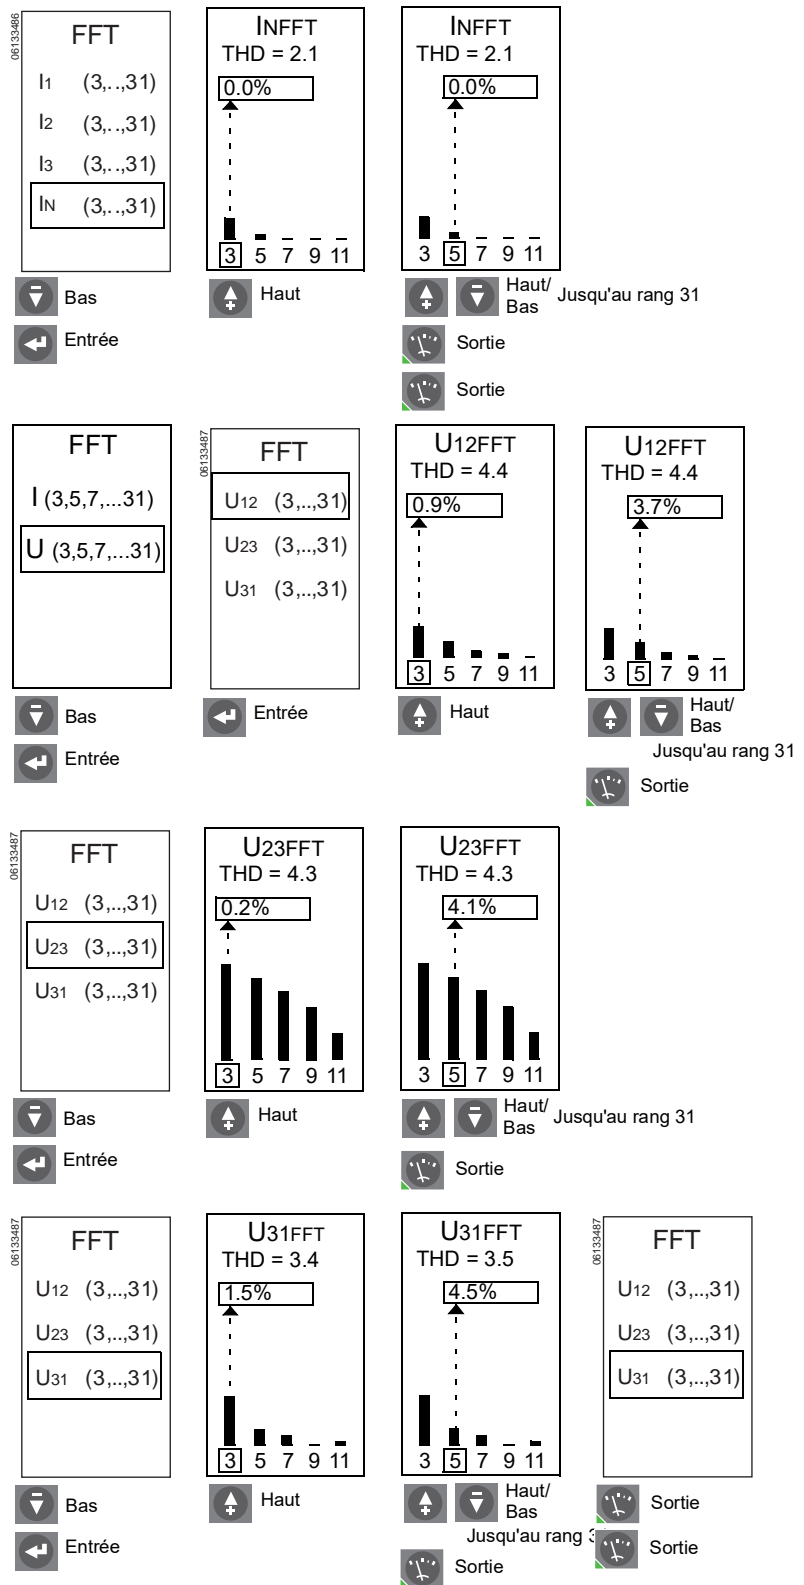 06133486
FFT
I1 (3,..,31)
I2 (3,..,31)
I3 (3,..,31)
IN (3,..,31)
Bas
Entrée
INFFT
THD = 2.1
0.0%
3 5 7 9 11
Haut
INFFT
THD = 2.1
0.0%
3 5 7 9 11
Haut/
Bas
Jusqu'au rang 31
Sortie
Sortie
FFT
I (3,5,7,...31)
U (3,5,7,...31)
Bas
Entrée
06133487
FFT
U12 (3,..,31)
U23 (3,..,31)
U31 (3,..,31)
Entrée
U12FFT
THD = 4.4
0.9%
3 5 7 9 11
Haut
U12FFT
THD = 4.4
3.7%
3 5 7 9 11
Haut/
Bas
Jusqu'au rang 31
Sortie
06133487
FFT
U12 (3,..,31)
U23 (3,..,31)
U31 (3,..,31)
Bas
Entrée
U23FFT
THD = 4.3
0.2%
3 5 7 9 11
Haut
U23FFT
THD = 4.3
4.1%
3 5 7 9 11
Haut/
Bas
Jusqu'au rang 31
Sortie
06133487
FFT
U12 (3,..,31)
U23 (3,..,31)
U31 (3,..,31)
Bas
Entrée
U31FFT
THD = 3.4
1.5%
3 5 7 9 11
Haut
U31FFT
THD = 3.5
4.5%
3 5 7 9 11
Haut/
Bas
Jusqu'au rang
Sortie
06133487
FFT
U12 (3,..,31)
U23 (3,..,31)
U31 (3,..,31)
Sortie
Sortie